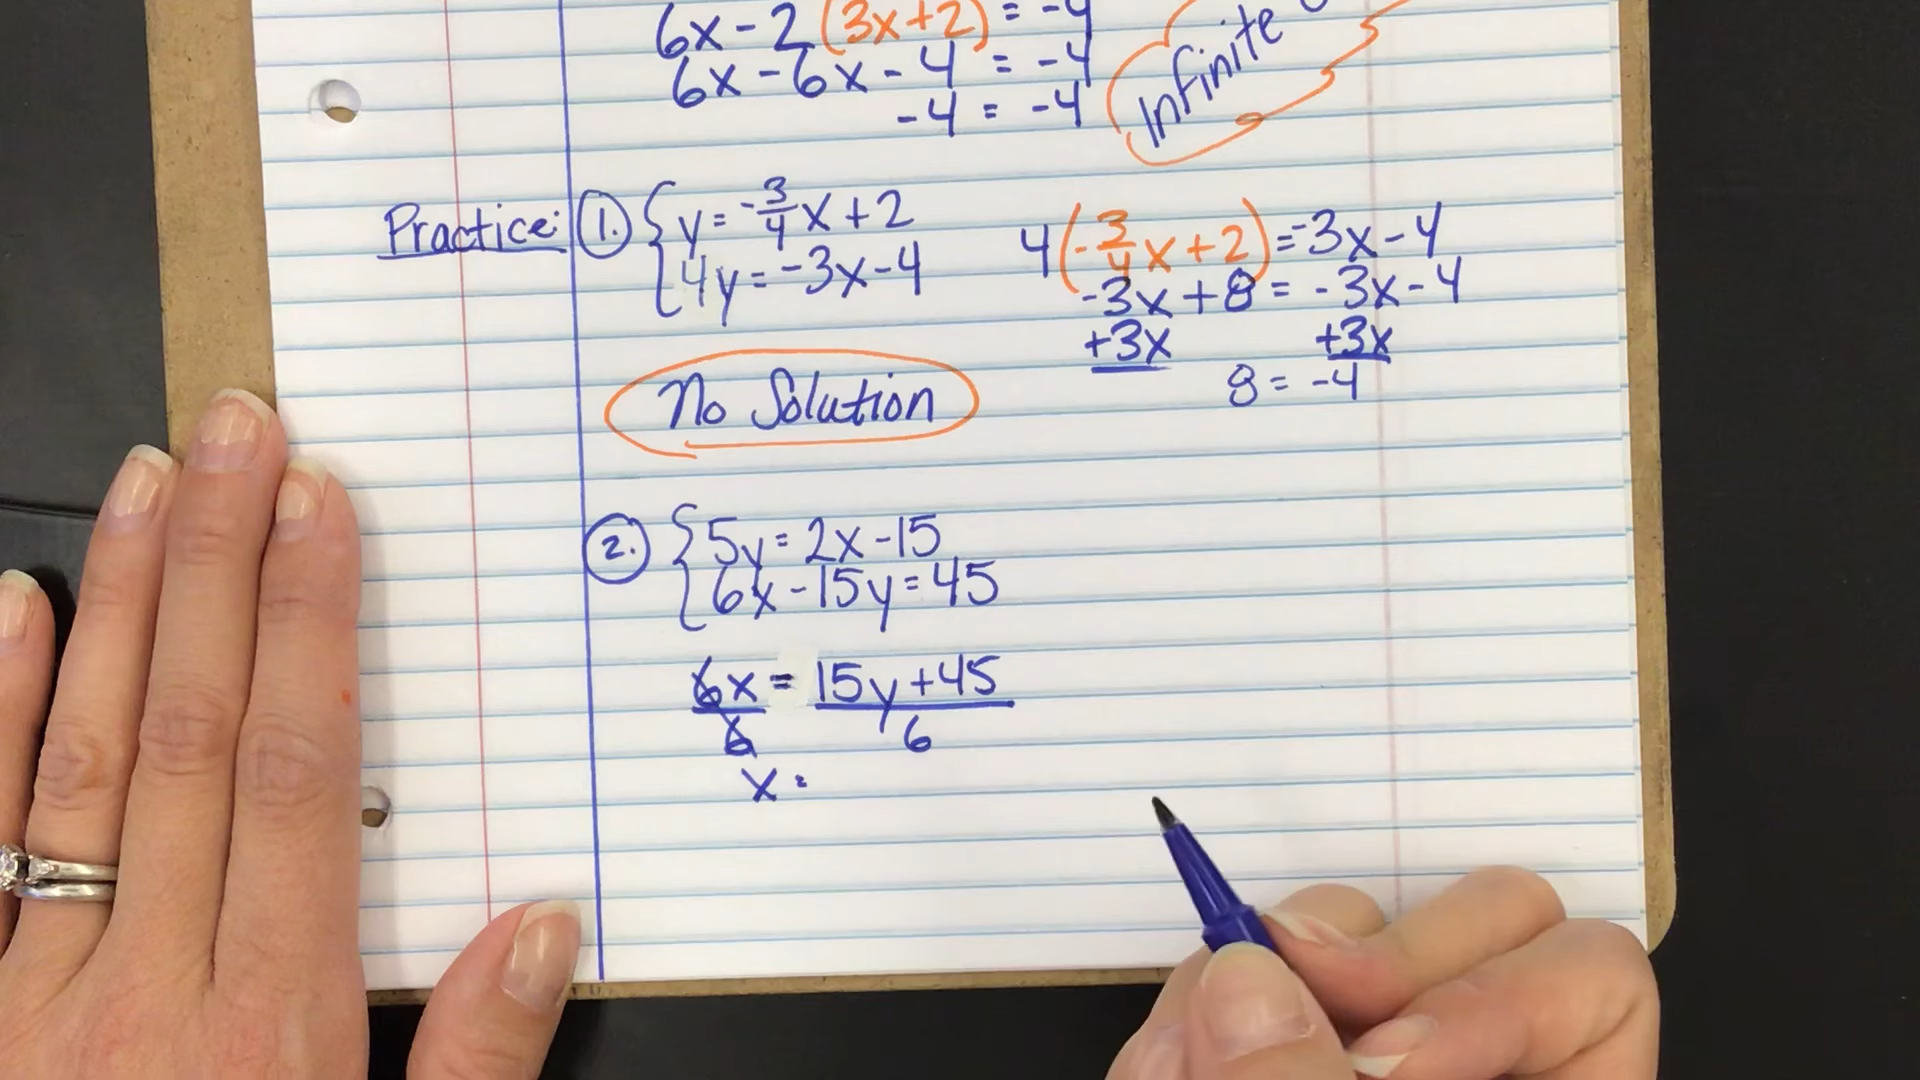 6x - 2 (3x+2) = -4
6x - 6x - 4 = -4
-4 = -4
Infinite
Practice: 1. { y = -3/4 x + 2
4y = -3x - 4
4(-3/4 x + 2) = -3x - 4
-3x + 8 = -3x - 4
+3x +3x
8 = -4
No Solution
2. { 5y = 2x - 15
6x - 15y = 45
6x = 15y + 45
6 6
x =